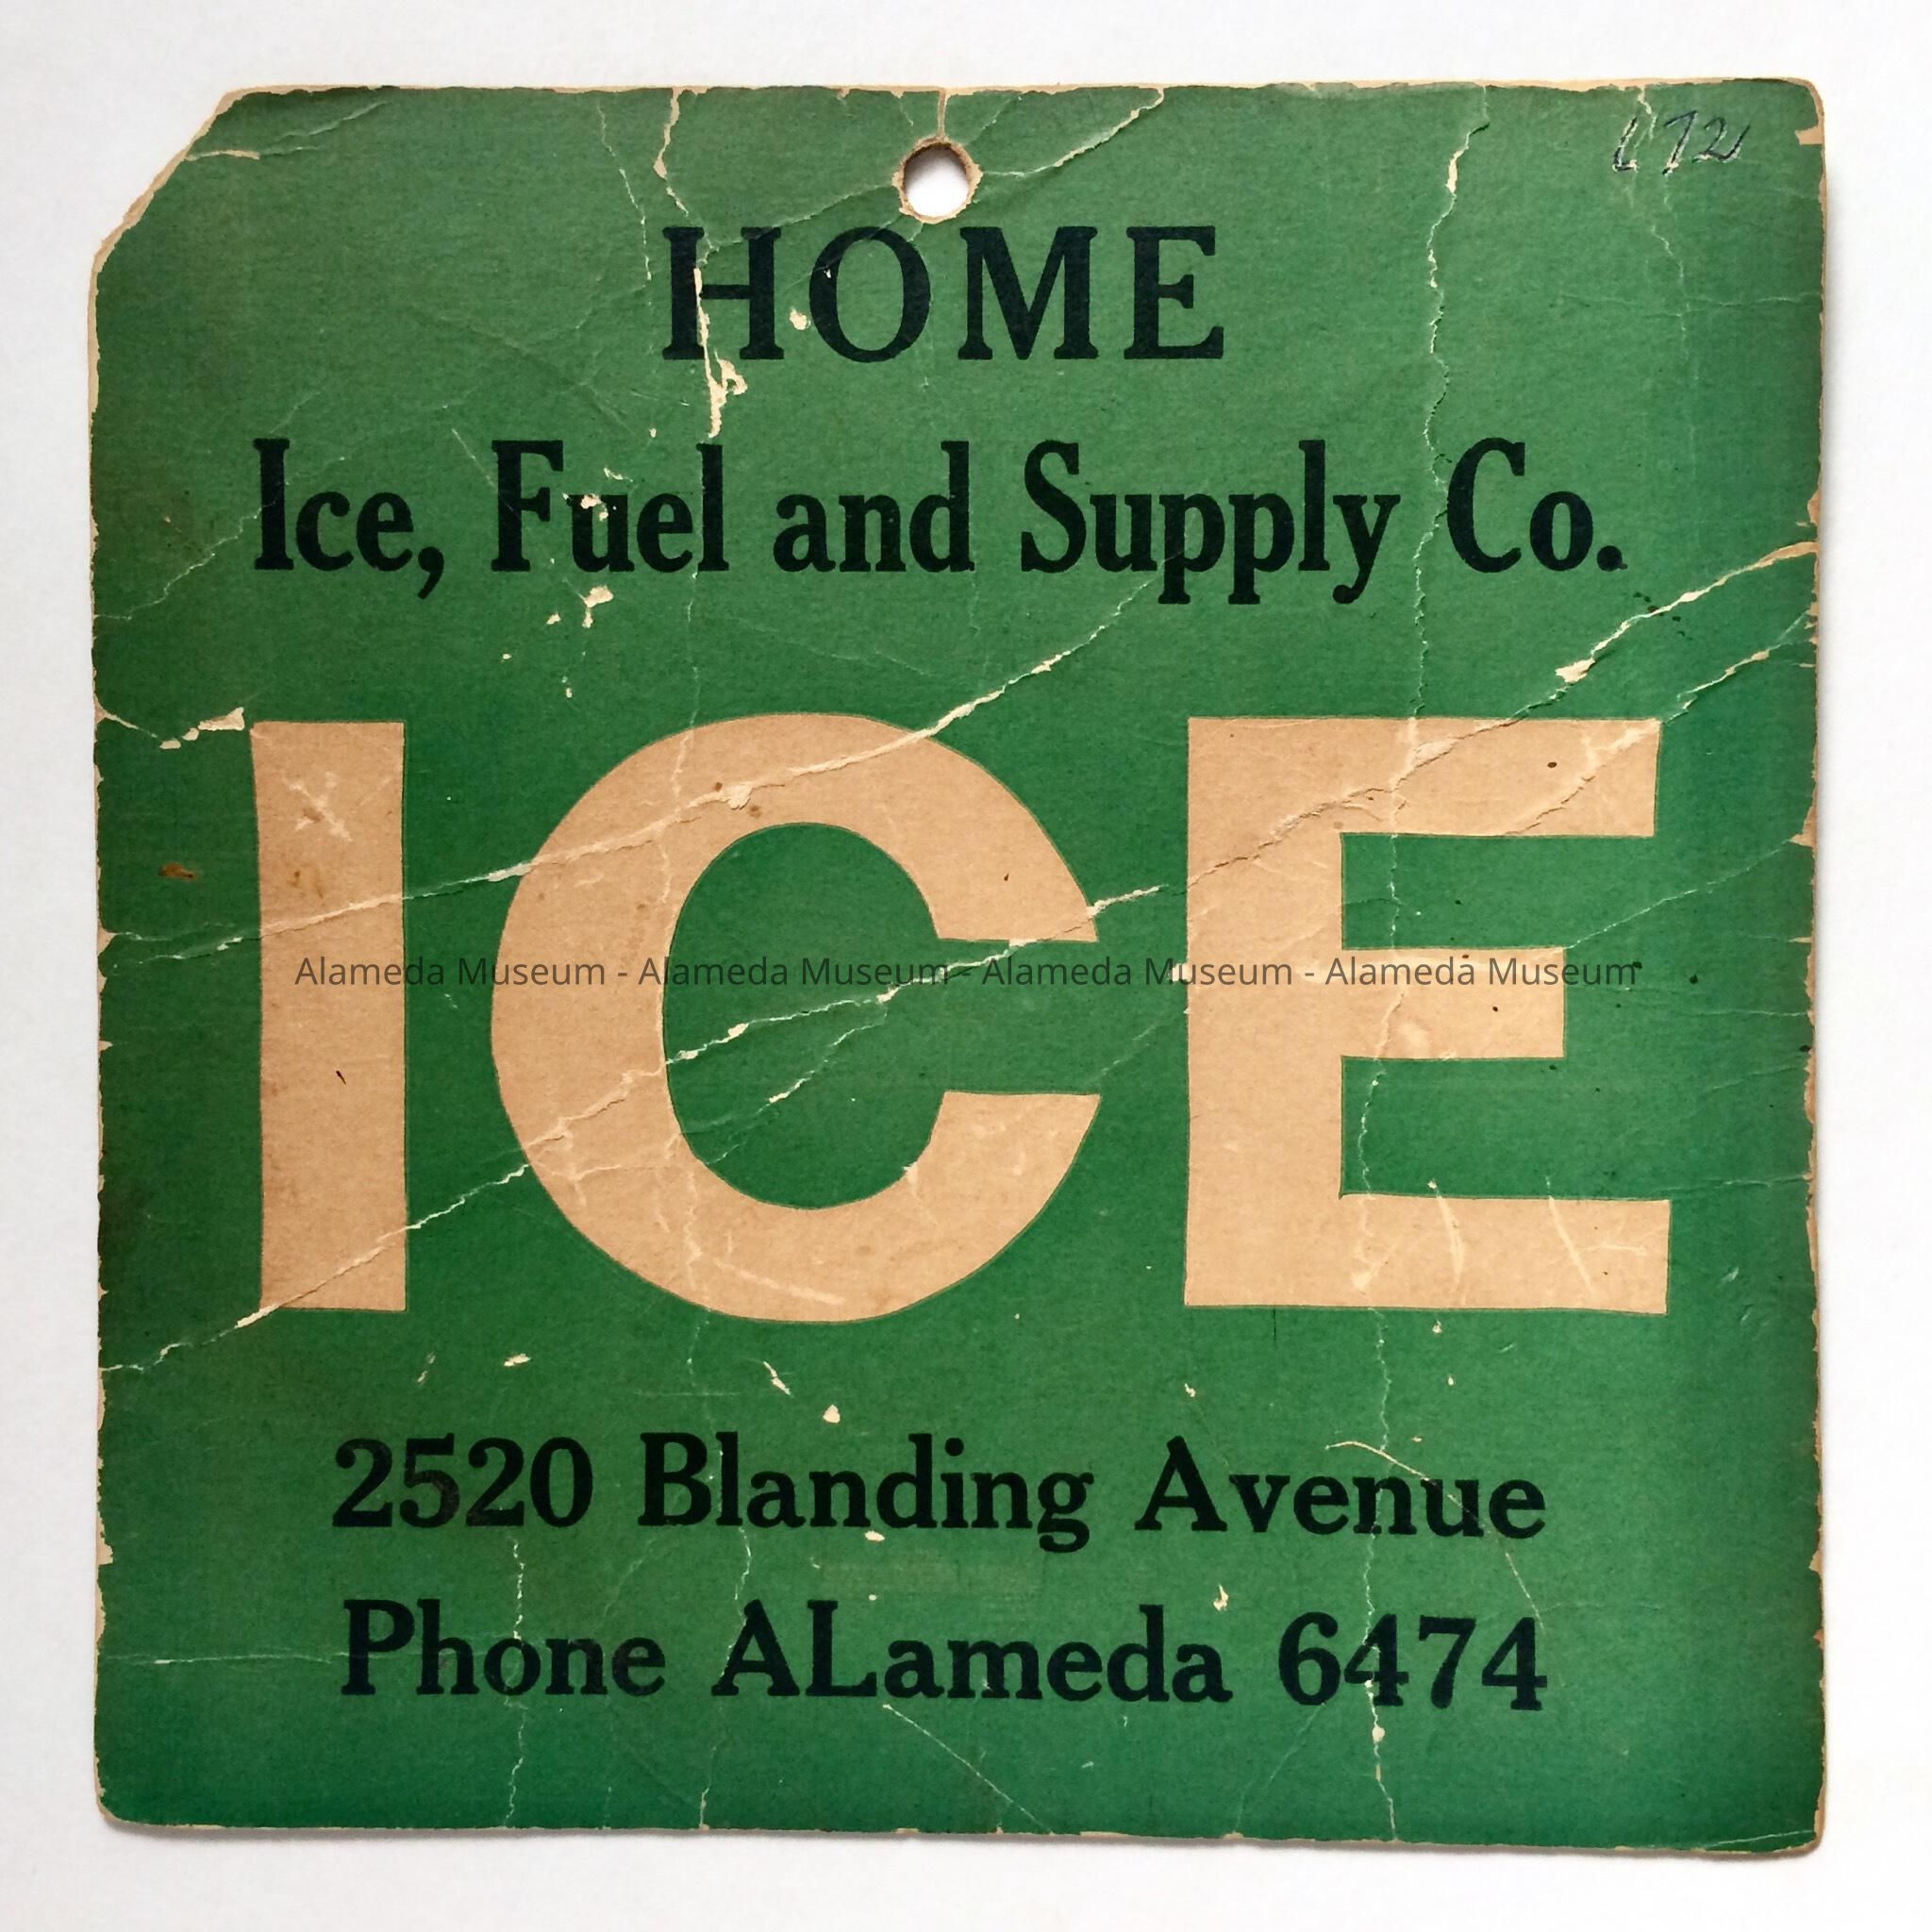 HOME
Ice, Fuel and Supply Co.
ICE
Alameda Museum - Alameda Museum - Alameda Museum - Alameda Museum
2520 Blanding Avenue
Phone ALameda 6474